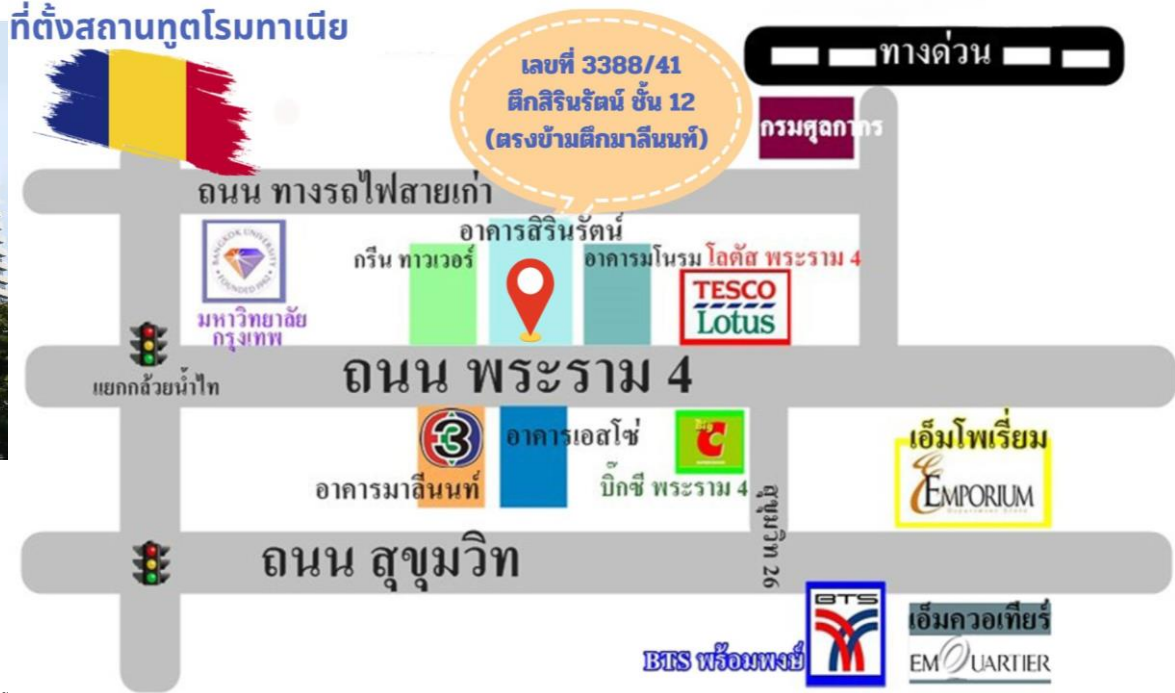 ที่ตั้งสถานทูตโรมทาเนีย
เลขที่ 3388/41
ตึกสิรินรัตน์ ชั้น 12
(ตรงข้ามตึกมาลีนนท์)
ทางด่วน
กรมศุลกากร
ถนน ทางรถไฟสายเก่า
BANGKOK UNIVERSITY
FOUNDED 1962
มหาวิทยาลัย
กรุงเทพ
กรีน ทาวเวอร์
อาคารสิรินรัตน์
อาคารมโนรม
โลตัส พระราม 4
TESCO
Lotus
แยกกล้วยน้ำไท
ถนน พระราม 4
3
อาคารมาลีนนท์
อาคารเอสโซ่
บิ๊ก
C
บิ๊กซี พระราม 4
สุขุมวิท 26
เอ็มโพเรี่ยม
EMPORIUM
ถนน สุขุมวิท
BTS
BTS พร้อมพงษ์
เอ็มควอเทียร์
EMQUARTIER